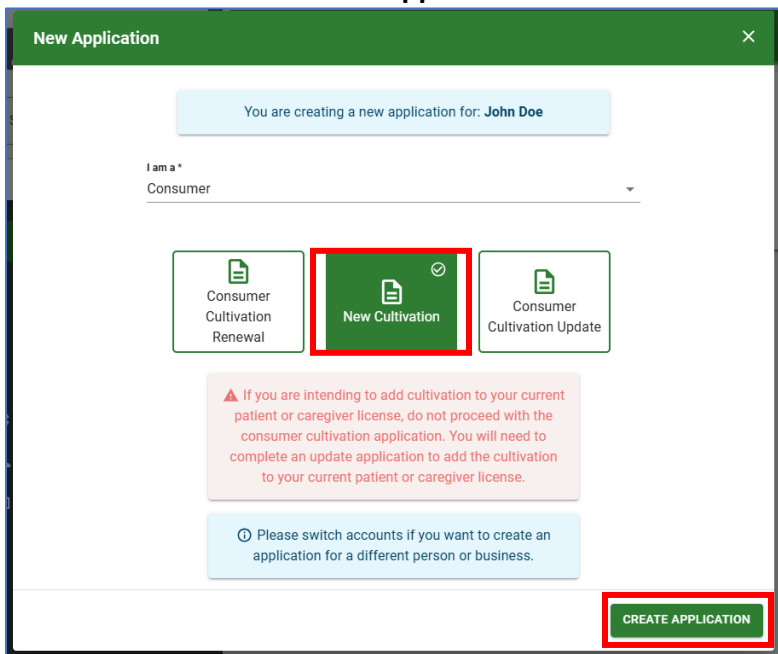 New Application
You are creating a new application for: John Doe
I am a *
Consumer
Consumer
Cultivation
Renewal
New Cultivation
Consumer
Cultivation Update
If you are intending to add cultivation to your current
patient or caregiver license, do not proceed with the
consumer cultivation application. You will need to
complete an update application to add the cultivation
to your current patient or caregiver license.
Please switch accounts if you want to create an
application for a different person or business.
CREATE APPLICATION